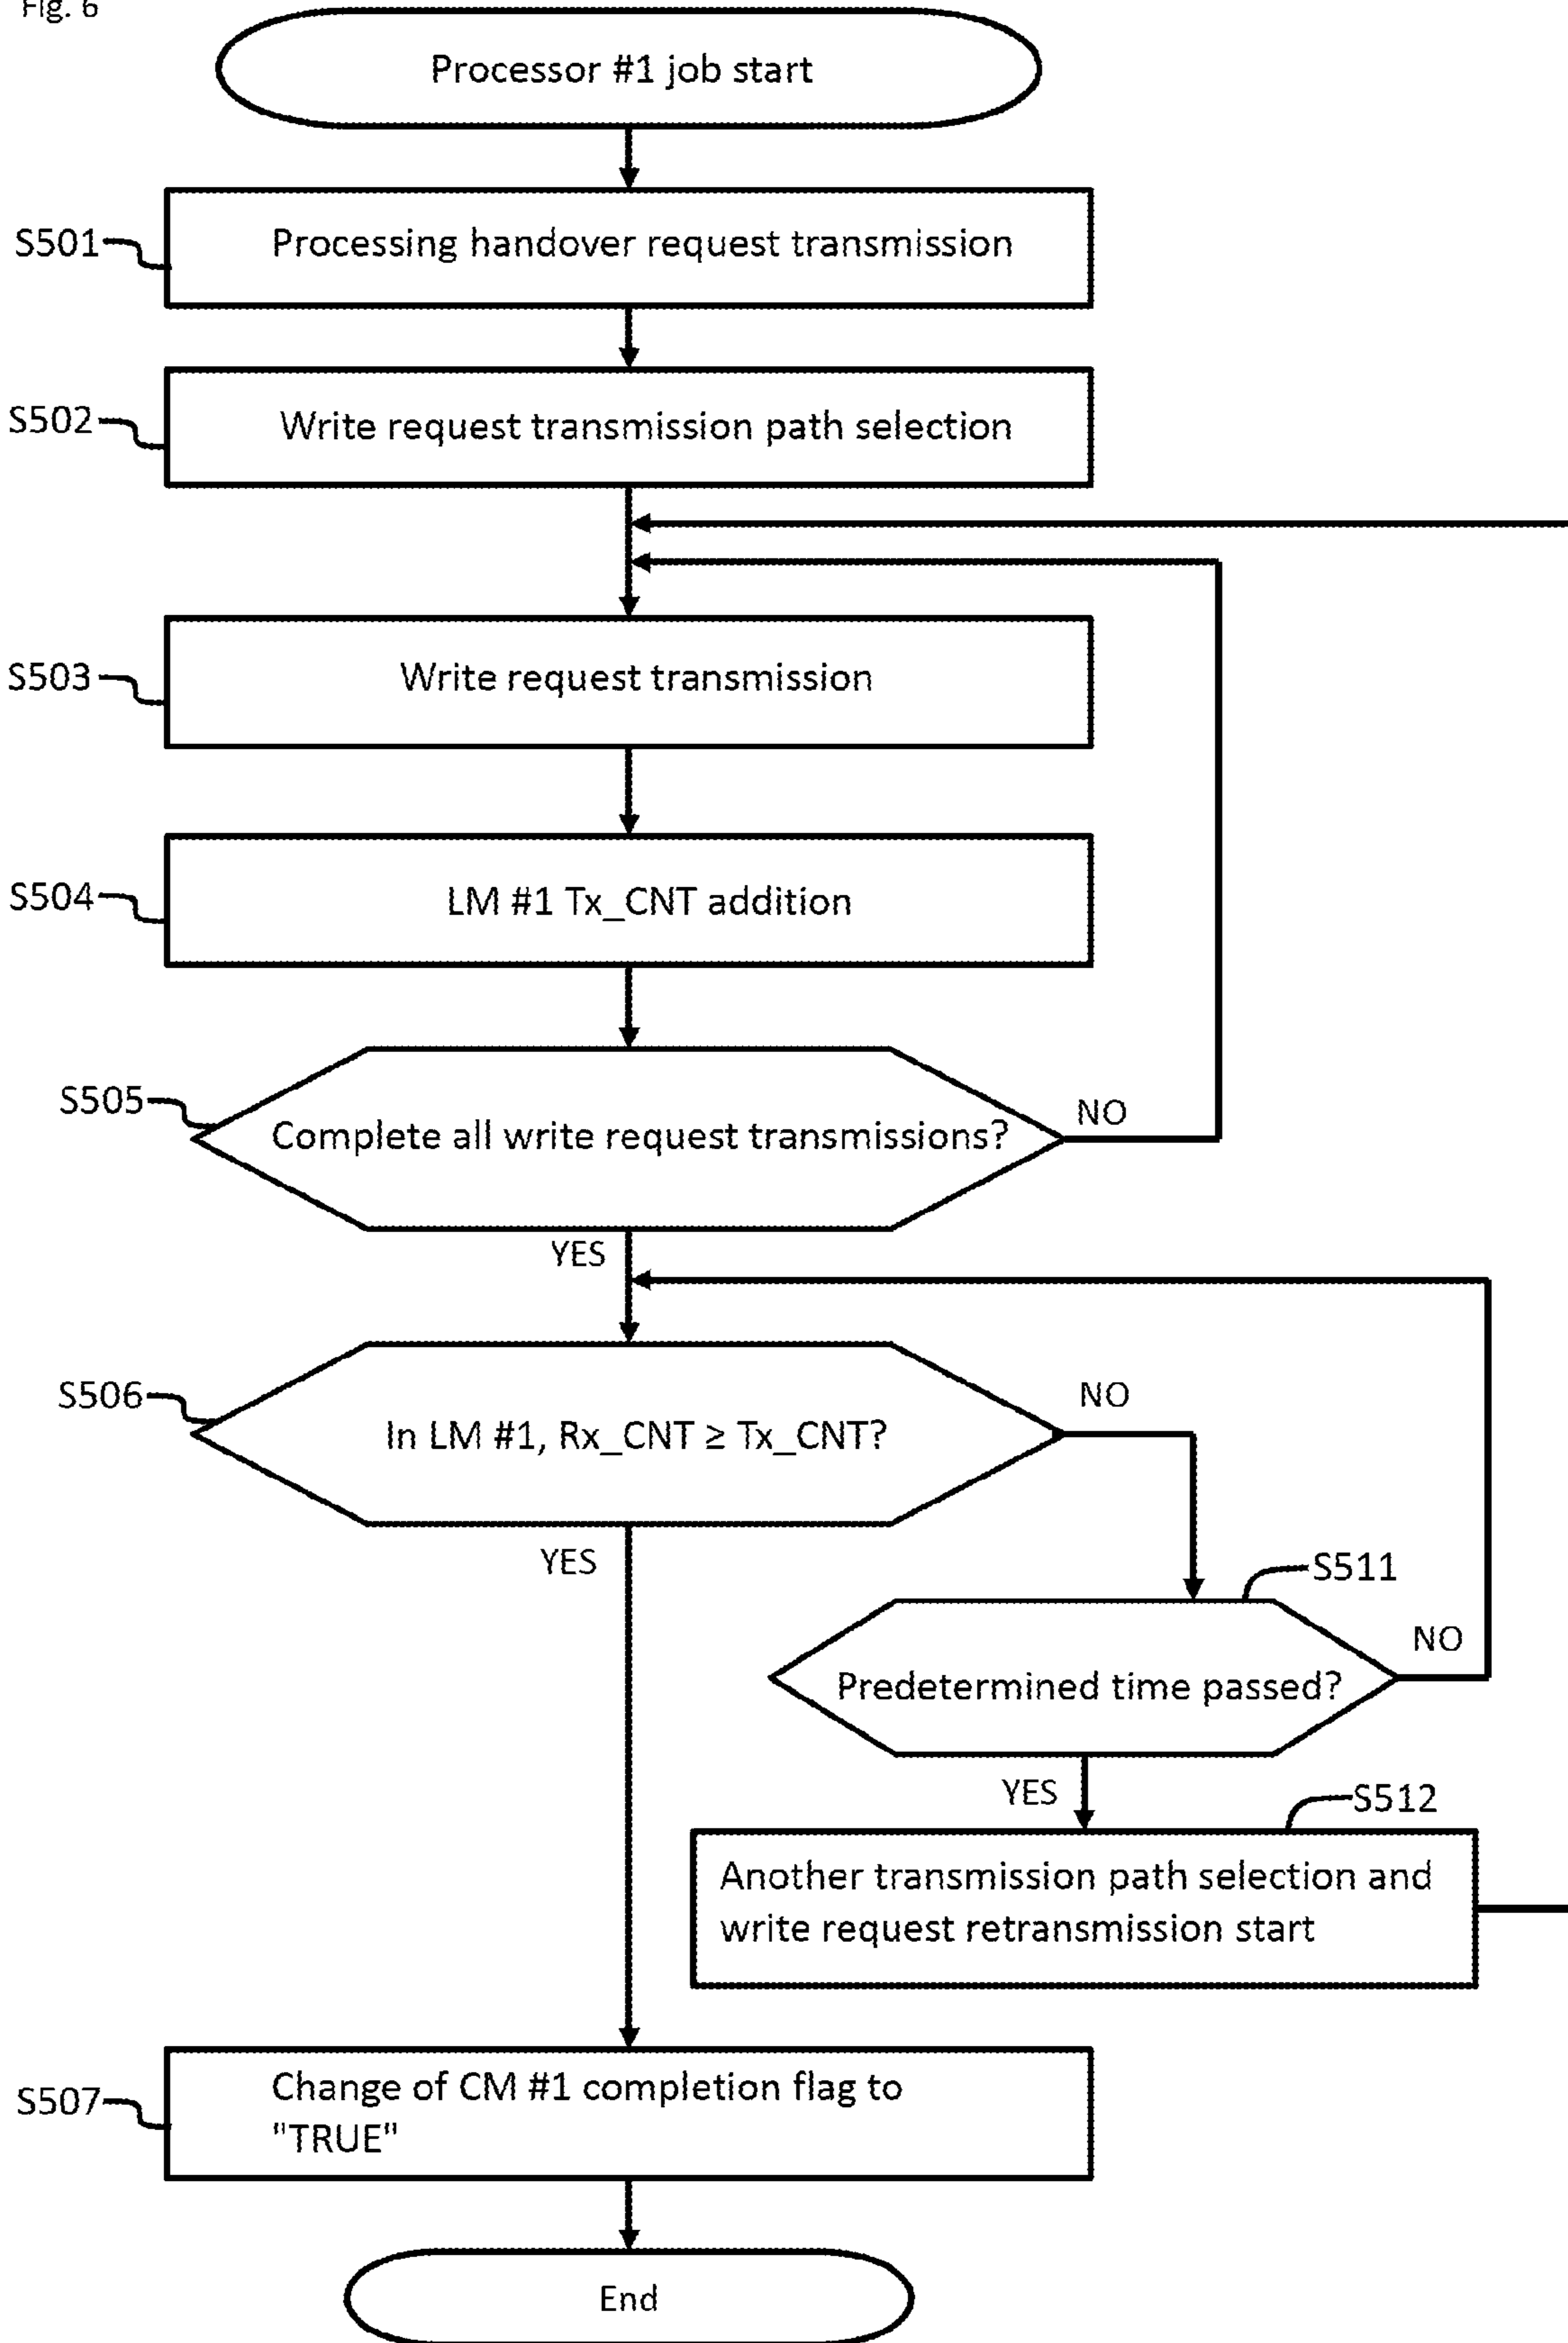 Fig. 6
Processor #1 job start
S501
Processing handover request transmission
S502
Write request transmission path selection
S503
Write request transmission
S504
LM #1 Tx_CNT addition
S505
Complete all write request transmissions?
NO
YES
S506
In LM #1, Rx_CNT ≥ Tx_CNT?
NO
YES
S511
Predetermined time passed?
NO
YES
S512
Another transmission path selection and
write request retransmission start
S507
Change of CM #1 completion flag to
"TRUE"
End